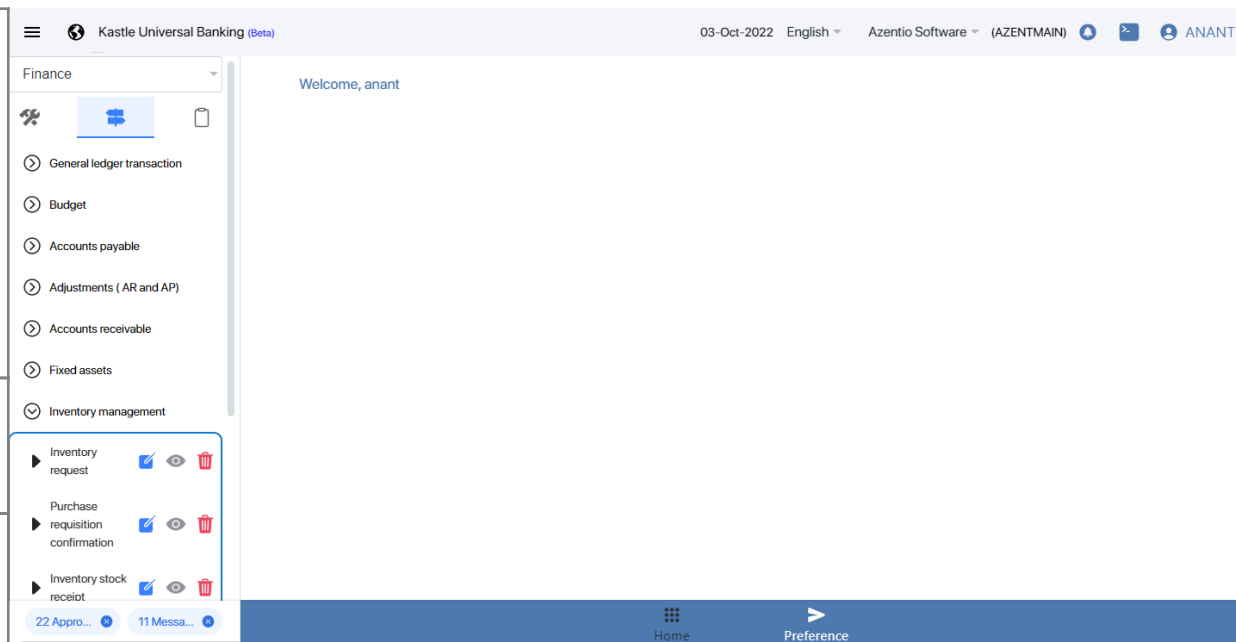 Kastle Universal Banking (Beta)
03-Oct-2022 English Azentio Software (AZENTMAIN) ANANT
Finance
Welcome, anant
General ledger transaction
Budget
Accounts payable
Adjustments ( AR and AP)
Accounts receivable
Fixed assets
Inventory management
Inventory
request
Purchase
requisition
confirmation
Inventory stock
receipt
22 Appro... 11 Messa...
Home Preference